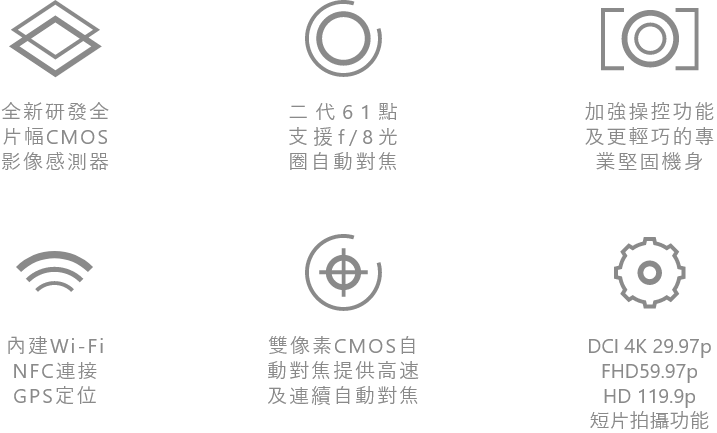 全新研發全
片幅CMOS
影像感測器
二代61點
支援f/8光
圈自動對焦
加強操控功能
及更輕巧的專
業堅固機身
內建Wi-Fi
NFC連接
GPS定位
雙像素CMOS自
動對焦提供高速
及連續自動對焦
DCI 4K 29.97p
FHD59.97p
HD 119.9p
短片拍攝功能